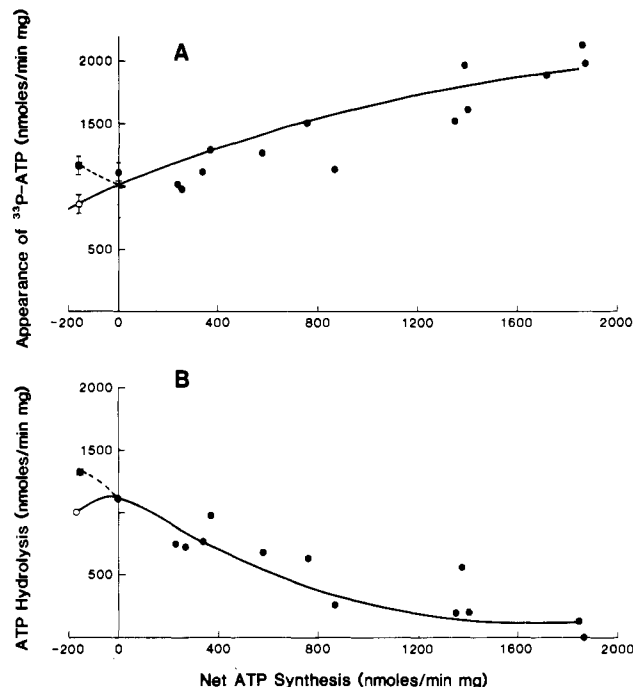 A
Appearance of ³³P-ATP (nmoles/min mg)
2000
1500
500
-200 0 400 800 1200 1600 2000
B
ATP Hydrolysis (nmoles/min mg)
2000
1500
500
-200 0 400 800 1200 1600 2000
Net ATP Synthesis (nmoles/min mg)